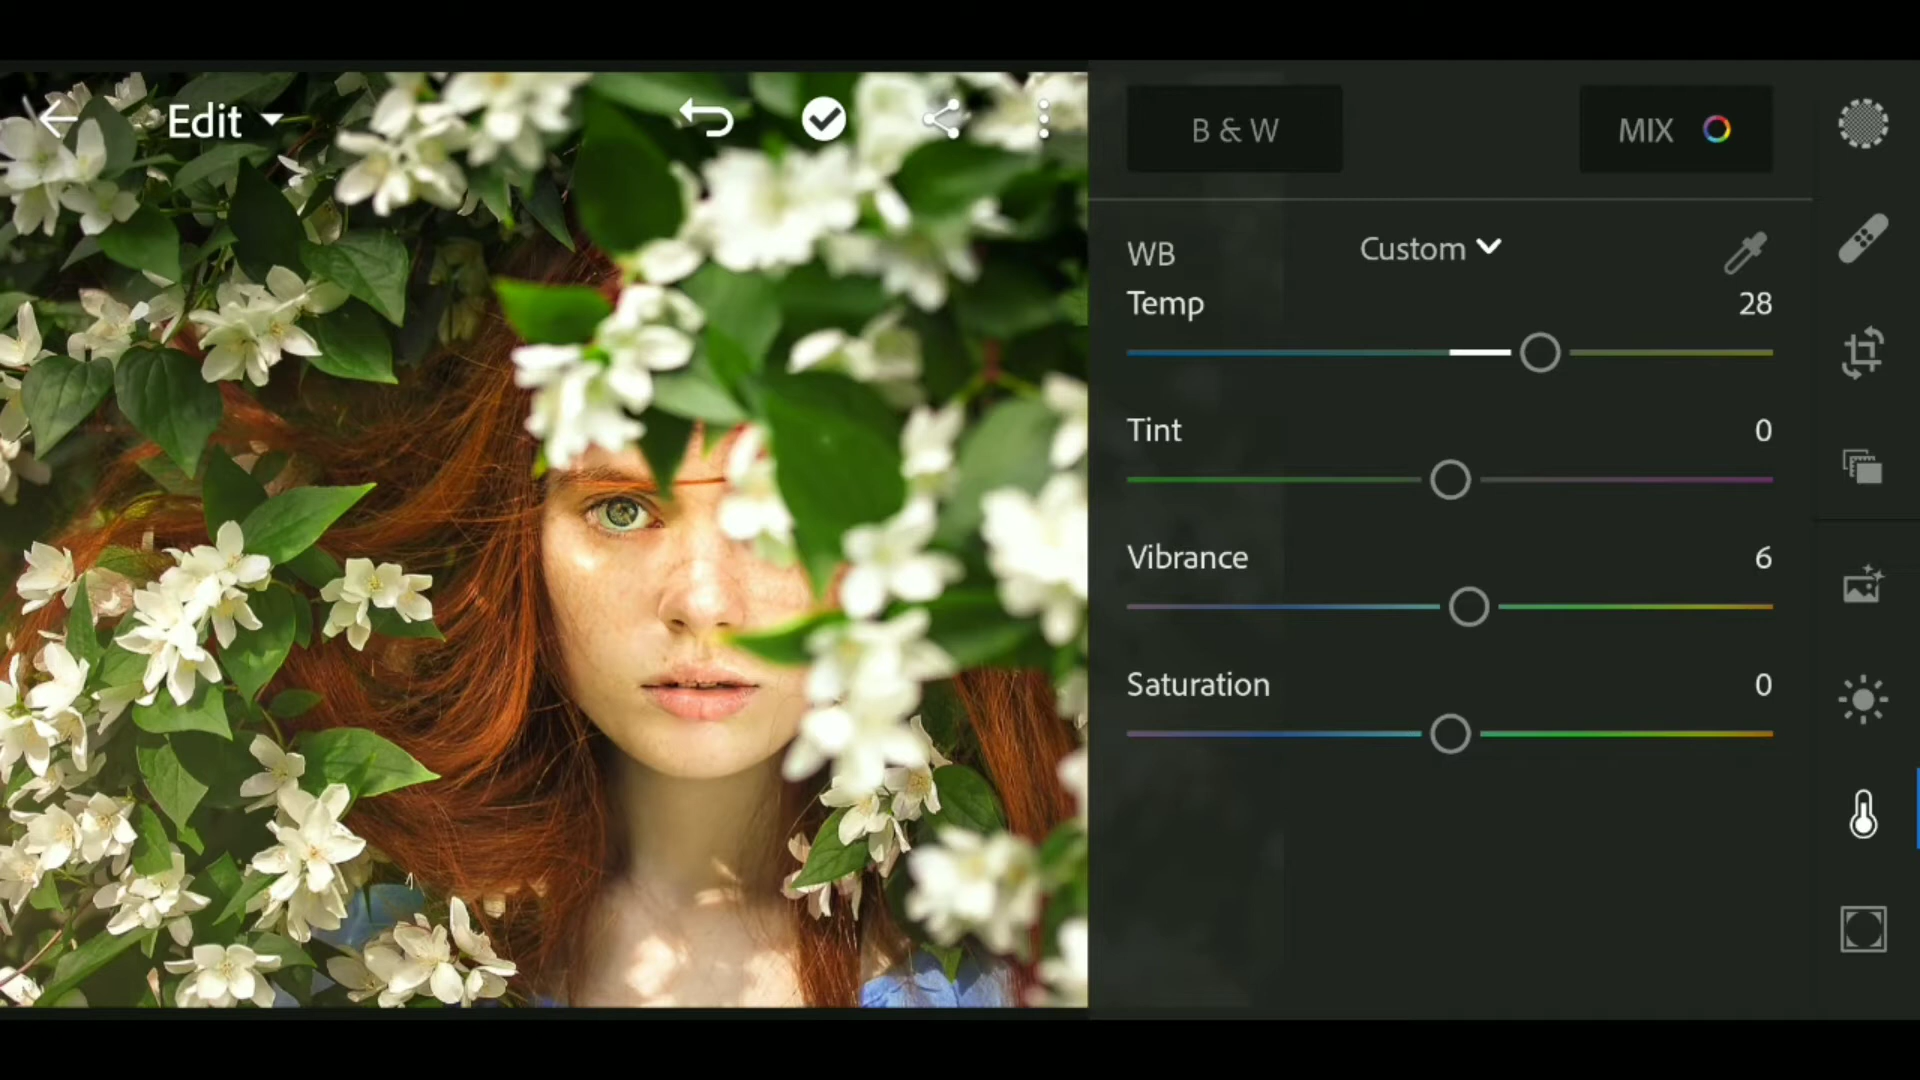 Edit
B & W
MIX
WB
Custom
Temp
28
Tint
0
Vibrance
6
Saturation
0